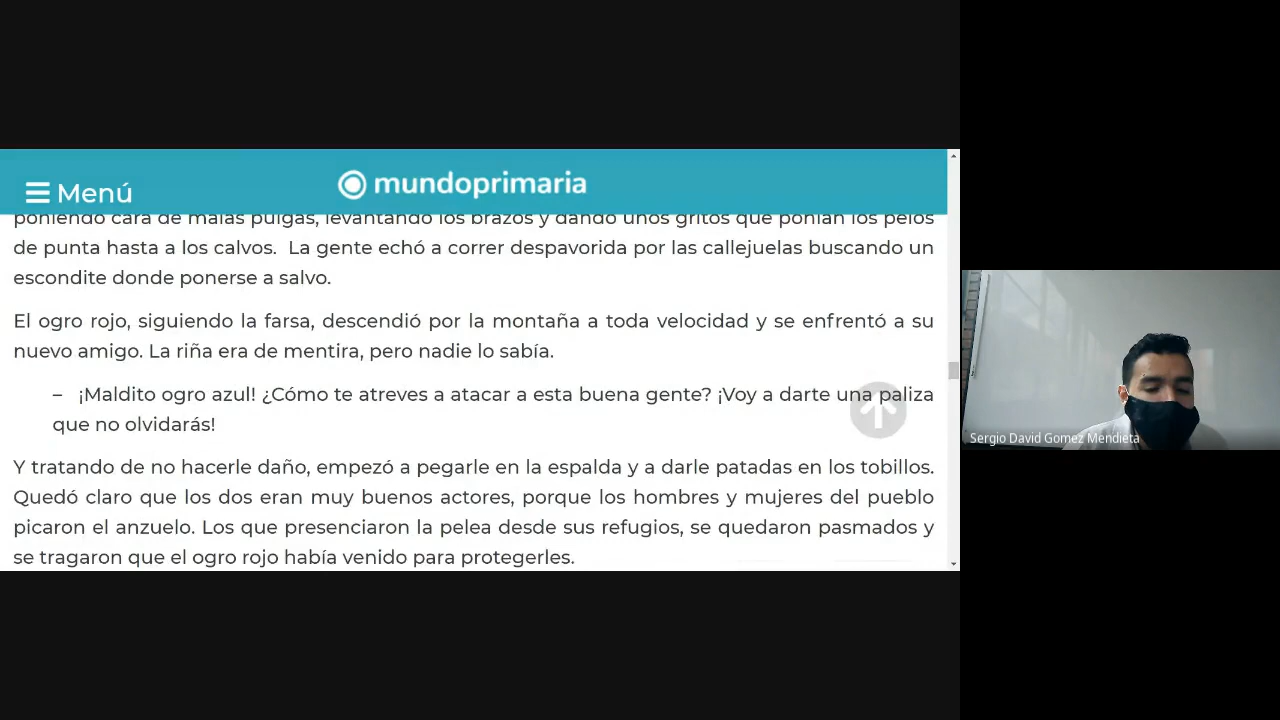 Menú
mundoprimaria
poniendo cara de malas pulgas, levantando los brazos y dando unos gritos que ponían los pelos
de punta hasta a los calvos. La gente echó a correr despavorida por las callejuelas buscando un
escondite donde ponerse a salvo.
El ogro rojo, siguiendo la farsa, descendió por la montaña a toda velocidad y se enfrentó a su
nuevo amigo. La riña era de mentira, pero nadie lo sabía.
– ¡Maldito ogro azul! ¿Cómo te atreves a atacar a esta buena gente? ¡Voy a darte una paliza
que no olvidarás!
Y tratando de no hacerle daño, empezó a pegarle en la espalda y a darle patadas en los tobillos.
Quedó claro que los dos eran muy buenos actores, porque los hombres y mujeres del pueblo
picaron el anzuelo. Los que presenciaron la pelea desde sus refugios, se quedaron pasmados y
se tragaron que el ogro rojo había venido para protegerles.
Sergio David Gomez Mendieta